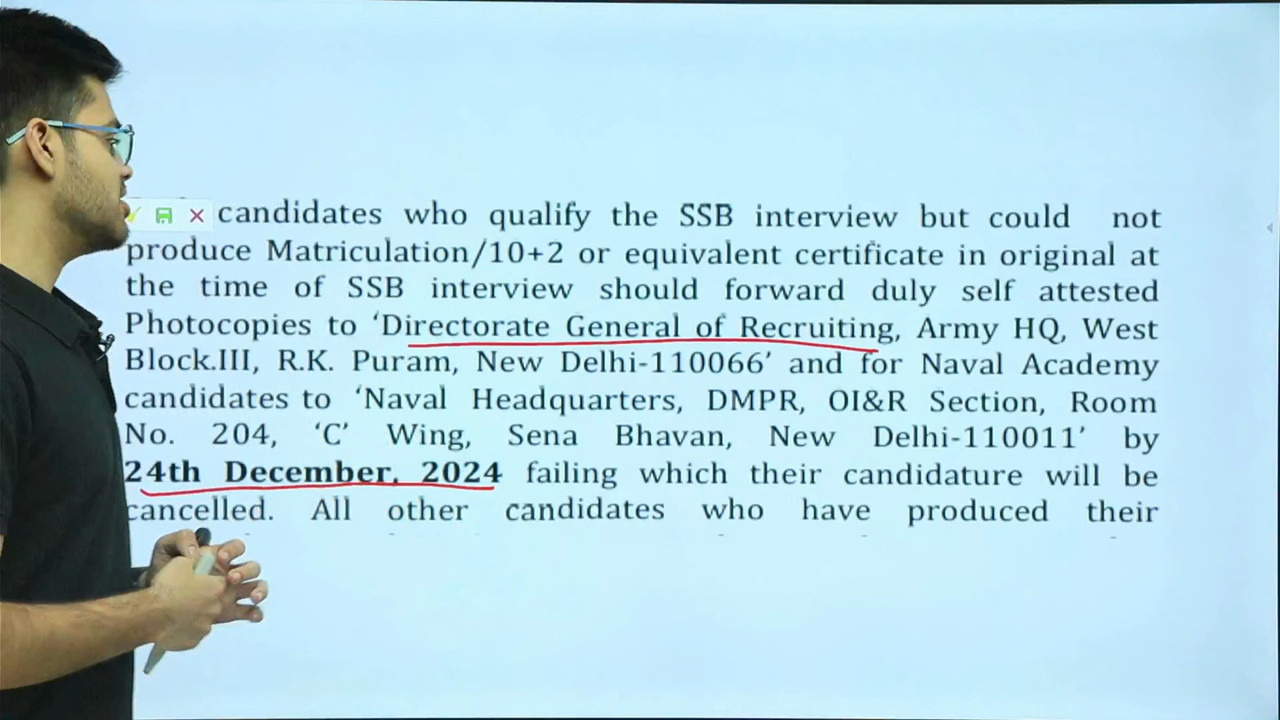 candidates who qualify the SSB interview but could not
produce Matriculation/10+2 or equivalent certificate in original at
the time of SSB interview should forward duly self attested
Photocopies to ‘Directorate General of Recruiting, Army HQ, West
Block.III, R.K. Puram, New Delhi-110066’ and for Naval Academy
candidates to ‘Naval Headquarters, DMPR, OI&R Section, Room
No. 204, ‘C’ Wing, Sena Bhavan, New Delhi-110011’ by
24th December, 2024 failing which their candidature will be
cancelled. All other candidates who have produced their